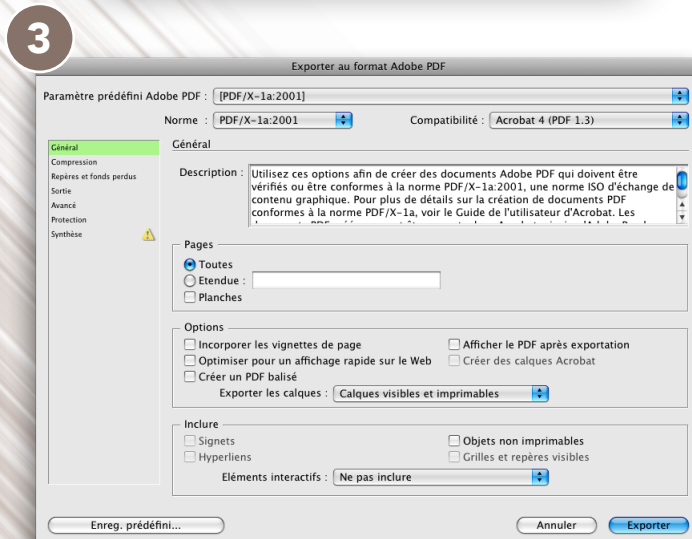 3
Exporter au format Adobe PDF
Paramètre prédéfini Adobe PDF : [PDF/X-1a:2001]
Norme : PDF/X-1a:2001 Compatibilité : Acrobat 4 (PDF 1.3)
Général
Compression
Repères et fonds perdus
Sortie
Avancé
Protection
Synthèse
Général
Description : Utilisez ces options afin de créer des documents Adobe PDF qui doivent être
vérifiés ou être conformes à la norme PDF/X-1a:2001, une norme ISO d'échange de
contenu graphique. Pour plus de détails sur la création de documents PDF
conformes à la norme PDF/X-1a, voir le Guide de l'utilisateur d'Acrobat. Les
Pages
Toutes
Etendue :
Planches
Options
Incorporer les vignettes de page Afficher le PDF après exportation
Optimiser pour un affichage rapide sur le Web Créer des calques Acrobat
Créer un PDF balisé
Exporter les calques : Calques visibles et imprimables
Inclure
Signets Objets non imprimables
Hyperliens Grilles et repères visibles
Eléments interactifs : Ne pas inclure
Enreg. prédéfini... Annuler Exporter